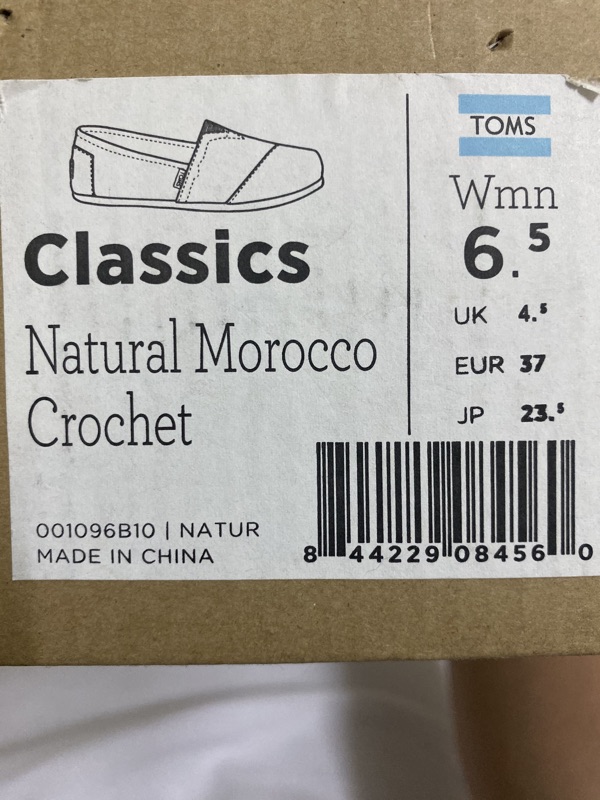 TOMS
Wmn
6.5
UK 4.5
EUR 37
JP 23.5
Classics
Natural Morocco
Crochet
001096B10 | NATUR
MADE IN CHINA
8 44229 08456 0